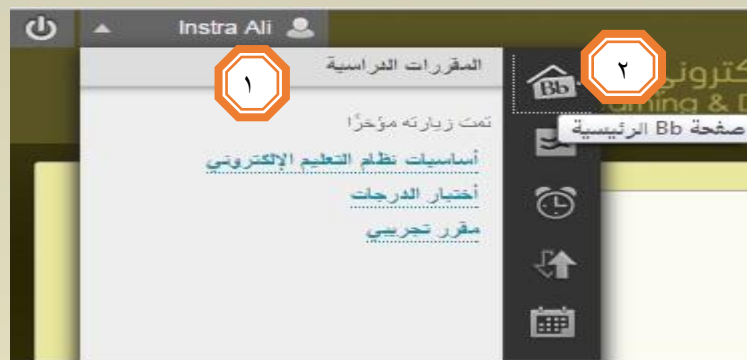 Instra Ali
المقررات الدراسية
١
٢
Bb
صفحة Bb الرئيسية
تمت زيارته مؤخرًا
أساسيات نظام التعليم الإلكتروني
أختبار الدرجات
مقرر تجريبي